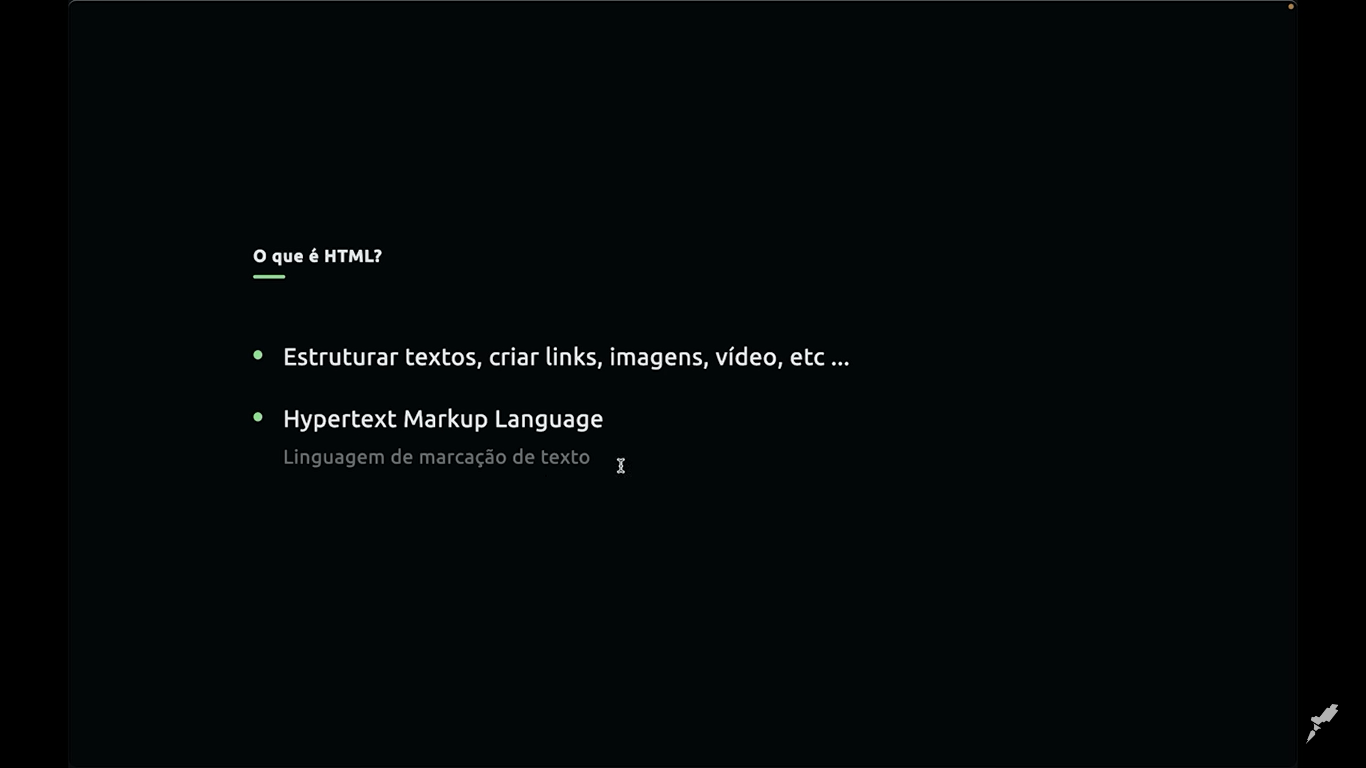 O que é HTML?
Estruturar textos, criar links, imagens, vídeo, etc ...
Hypertext Markup Language
Linguagem de marcação de texto